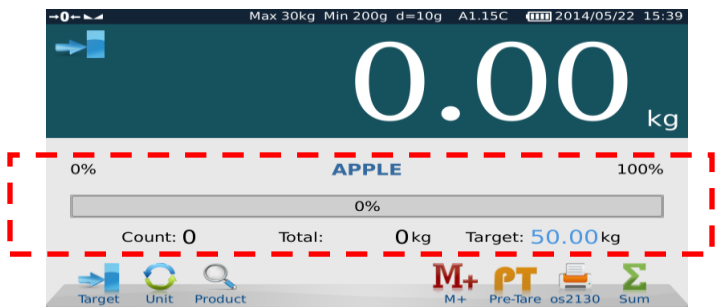 →0← Max 30kg Min 200g d=10g A1.15C 2014/05/22 15:39
0.00 kg
0% APPLE 100%
0%
Count: 0 Total: 0kg Target: 50.00kg
M+ PT Σ
Target Unit Product M+ Pre-Tare os2130 Sum